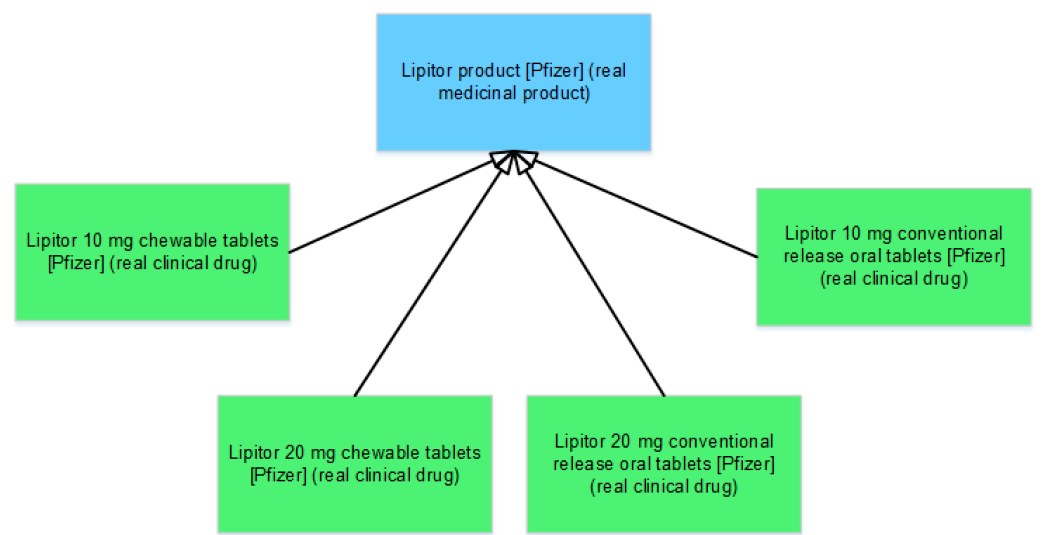 Lipitor product [Pfizer] (real
medicinal product)
Lipitor 10 mg chewable tablets
[Pfizer] (real clinical drug)
Lipitor 10 mg conventional
release oral tablets [Pfizer]
(real clinical drug)
Lipitor 20 mg chewable tablets
[Pfizer] (real clinical drug)
Lipitor 20 mg conventional
release oral tablets [Pfizer]
(real clinical drug)